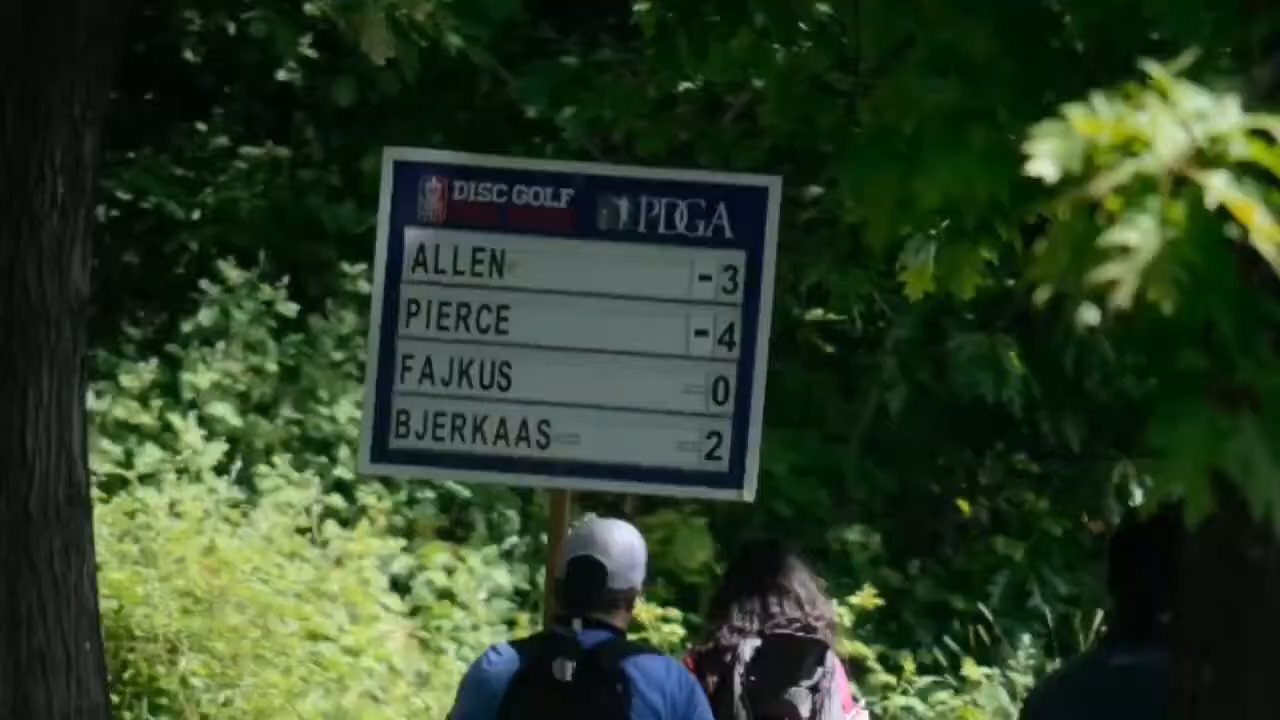 DISC GOLF PDGA
ALLEN -3
PIERCE -4
FAJKUS 0
BJERKAAS 2